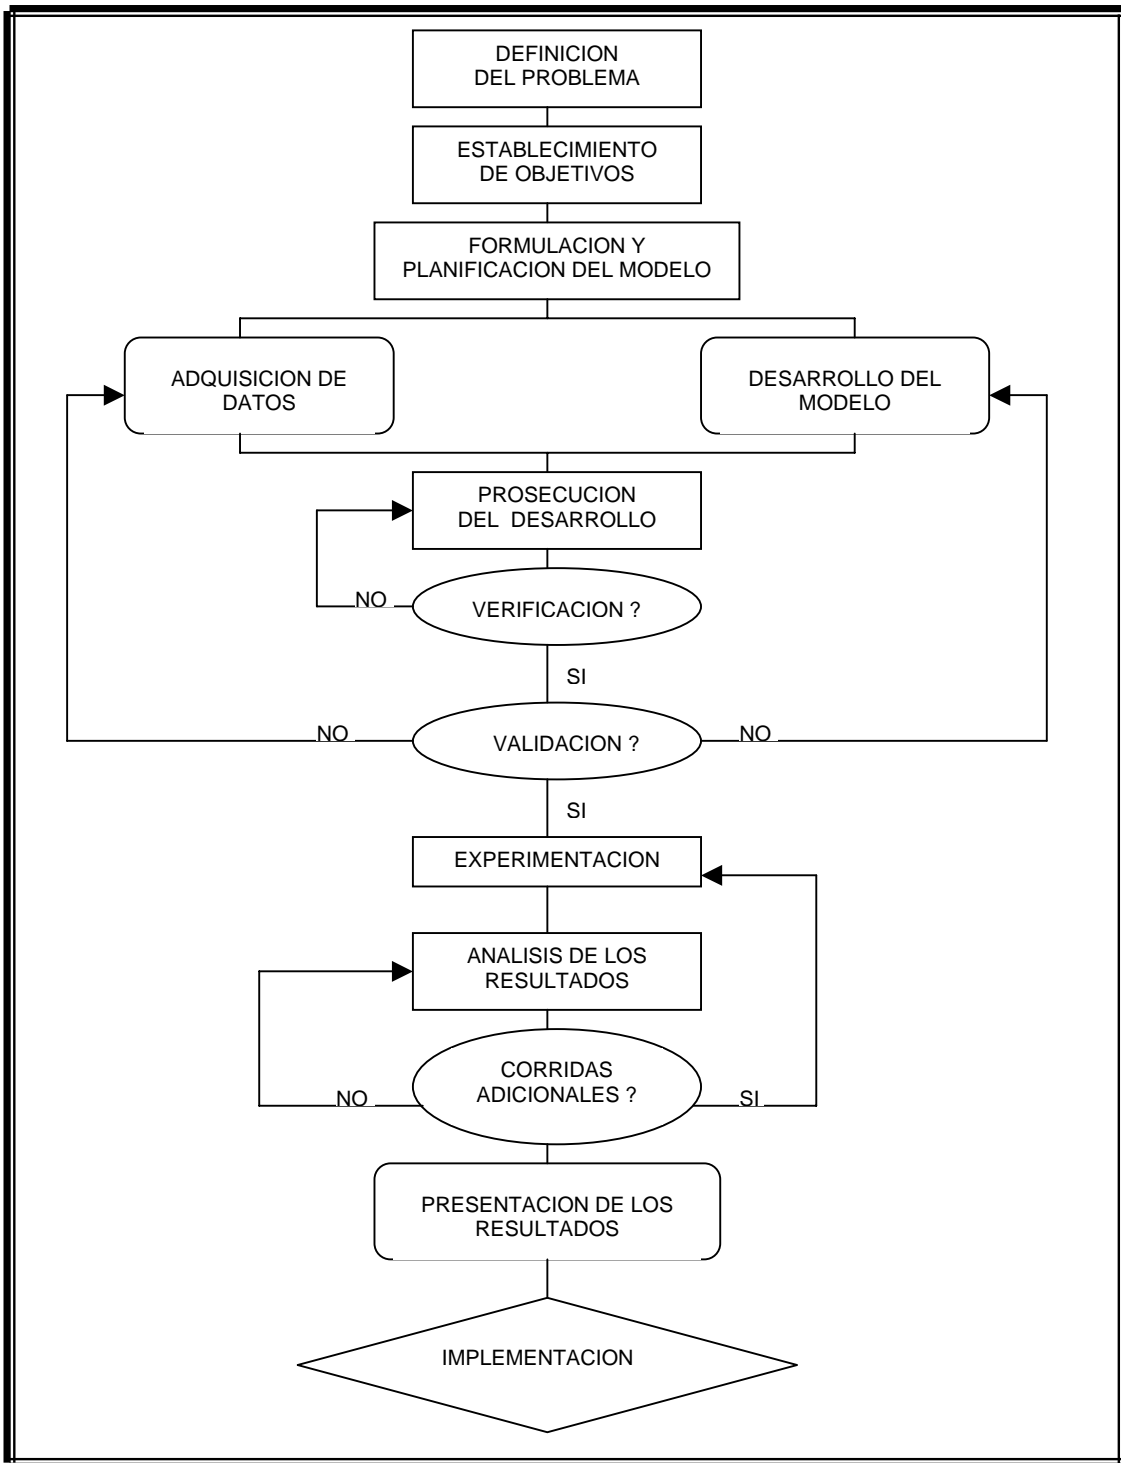 DEFINICION
DEL PROBLEMA
ESTABLECIMIENTO
DE OBJETIVOS
FORMULACION Y
PLANIFICACION DEL MODELO
ADQUISICION DE
DATOS
DESARROLLO DEL
MODELO
PROSECUCION
DEL DESARROLLO
NO
VERIFICACION ?
SI
NO
VALIDACION ?
NO
SI
EXPERIMENTACION
ANALISIS DE LOS
RESULTADOS
CORRIDAS
ADICIONALES ?
NO
SI
PRESENTACION DE LOS
RESULTADOS
IMPLEMENTACION